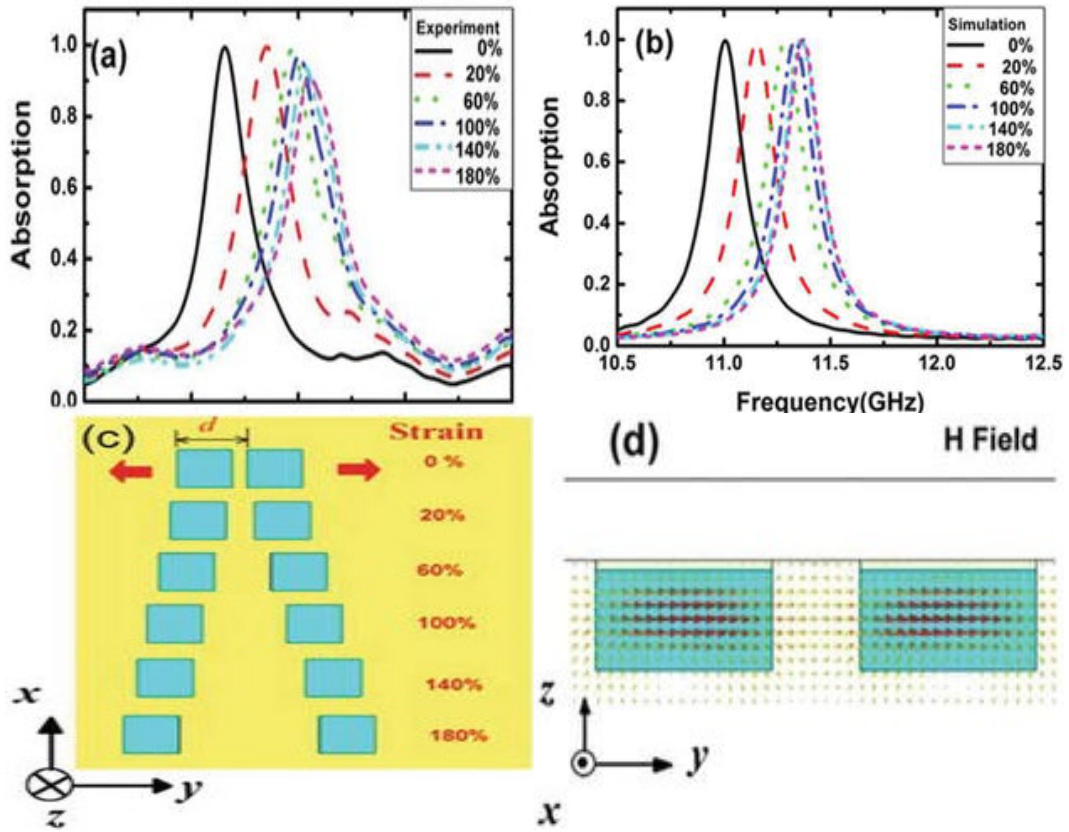 (a)
Experiment
0%
20%
60%
100%
140%
180%
1.0
0.8
0.6
0.4
0.2
0.0
Absorption
(b)
Simulation
0%
20%
60%
100%
140%
180%
1.0
0.8
0.6
0.4
0.2
0.0
Absorption
10.5 11.0 11.5 12.0 12.5
Frequency(GHz)
(c)
d
Strain
0 %
20%
60%
100%
140%
180%
x
y
z
(d)
H Field
z
y
x